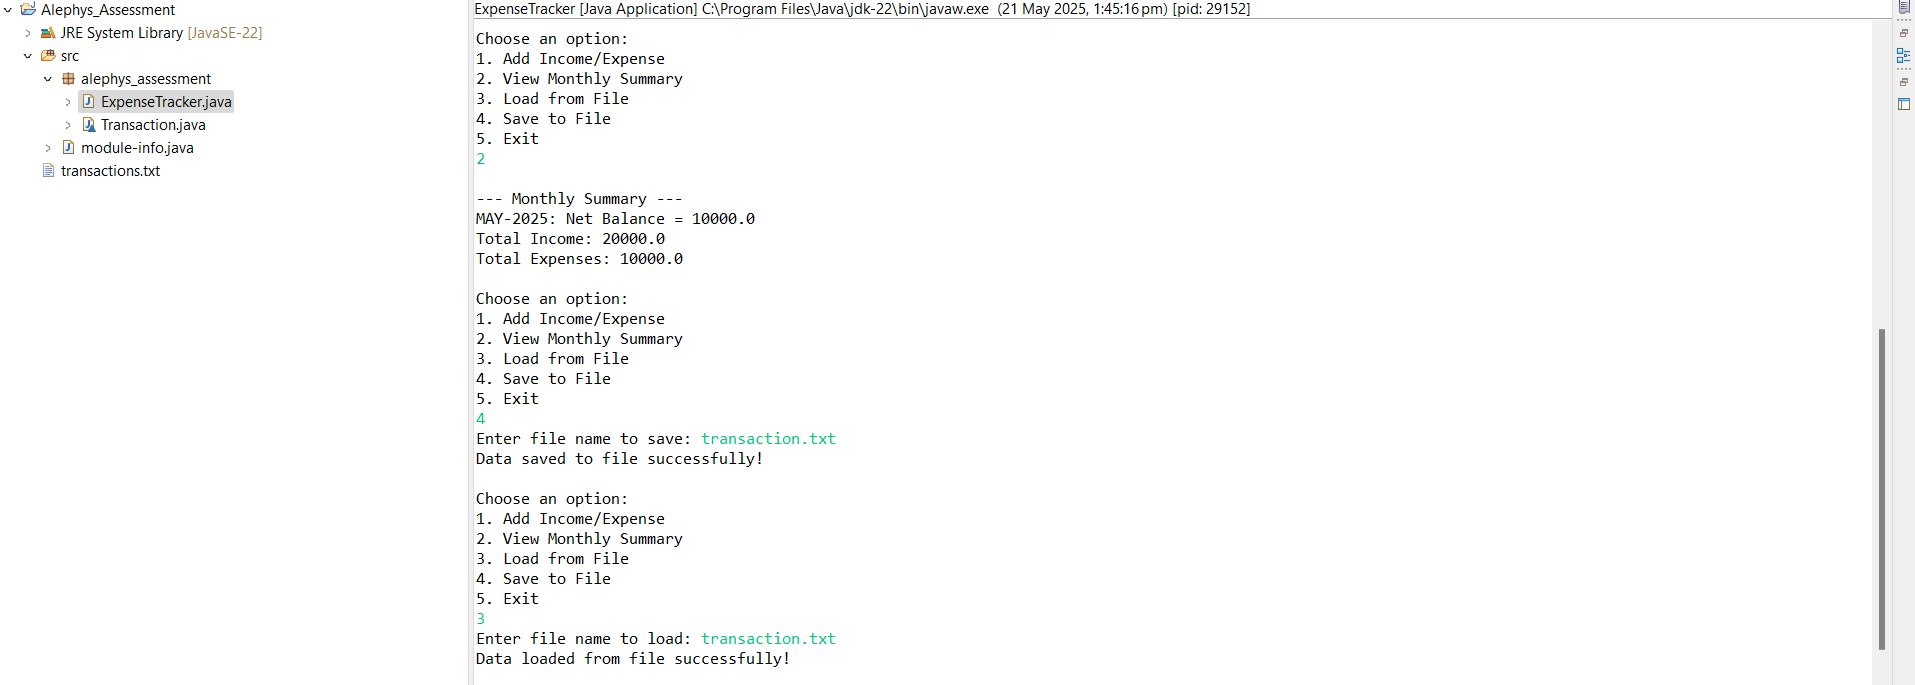 Alephys_Assessment
JRE System Library [JavaSE-22]
src
alephys_assessment
ExpenseTracker.java
Transaction.java
module-info.java
transactions.txt
ExpenseTracker [Java Application] C:\Program Files\Java\jdk-22\bin\javaw.exe (21 May 2025, 1:45:16 pm) [pid: 29152]
Choose an option:
1. Add Income/Expense
2. View Monthly Summary
3. Load from File
4. Save to File
5. Exit
2
--- Monthly Summary ---
MAY-2025: Net Balance = 10000.0
Total Income: 20000.0
Total Expenses: 10000.0
Choose an option:
1. Add Income/Expense
2. View Monthly Summary
3. Load from File
4. Save to File
5. Exit
4
Enter file name to save: transaction.txt
Data saved to file successfully!
Choose an option:
1. Add Income/Expense
2. View Monthly Summary
3. Load from File
4. Save to File
5. Exit
3
Enter file name to load: transaction.txt
Data loaded from file successfully!